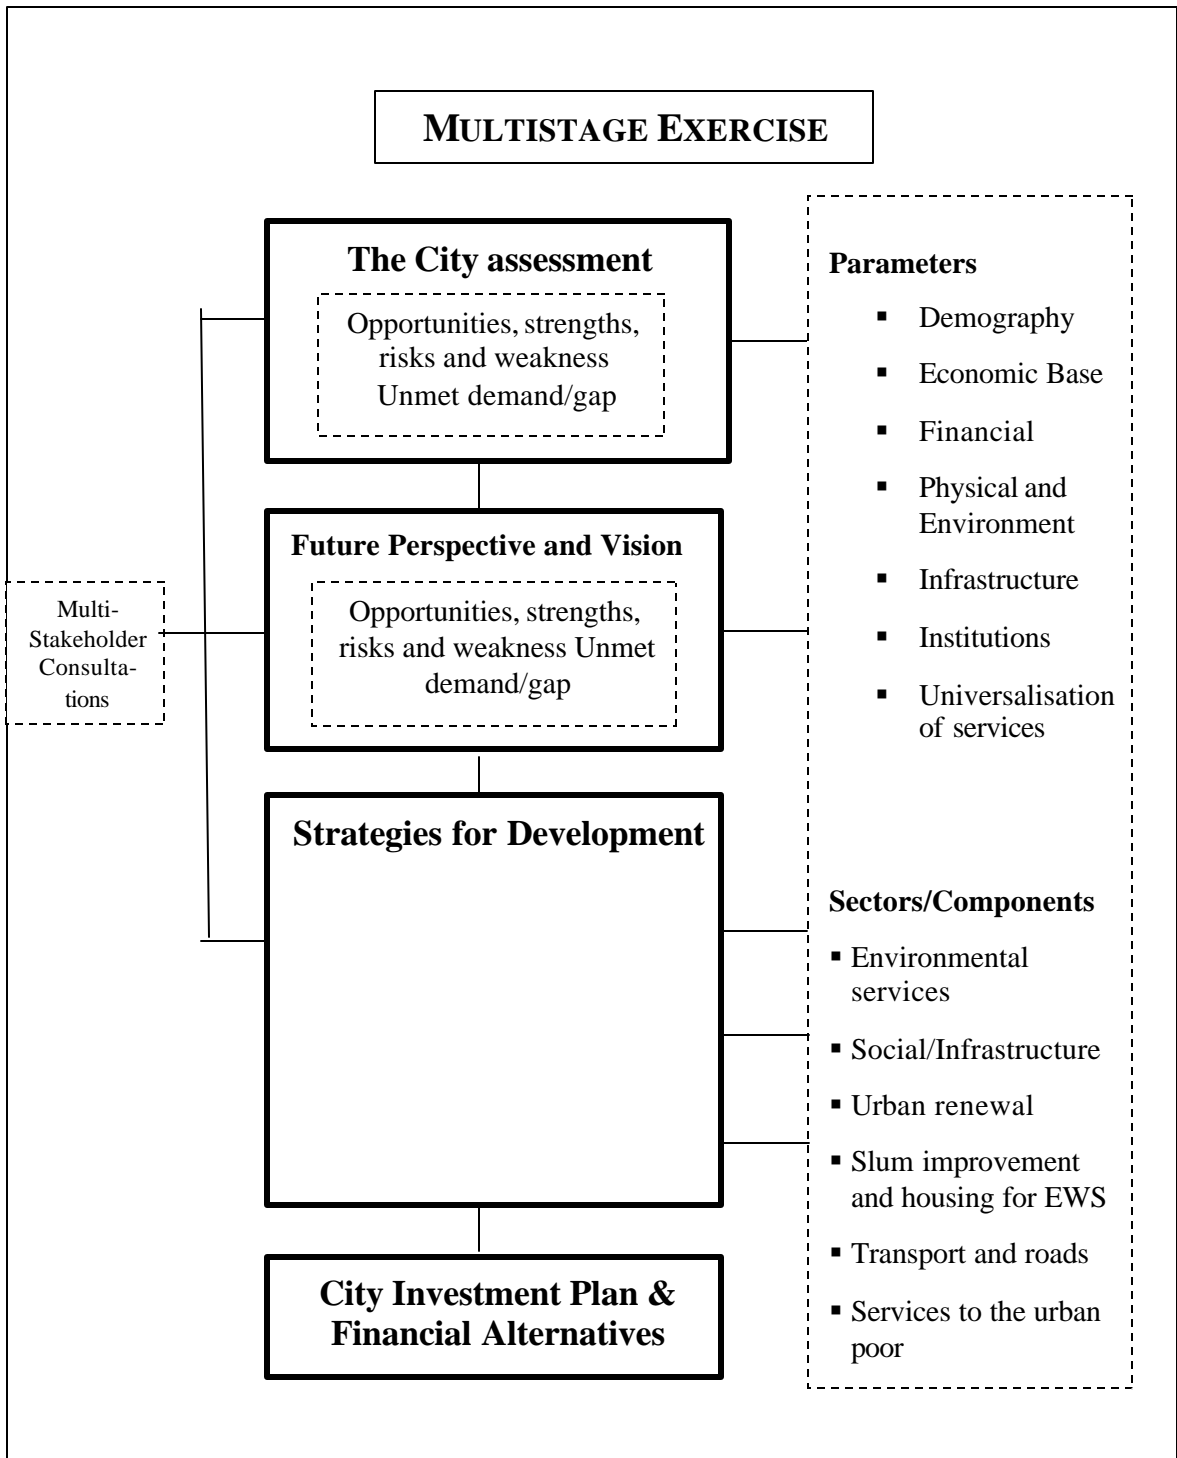 MULTISTAGE EXERCISE
The City assessment
Opportunities, strengths,
risks and weakness
Unmet demand/gap
Future Perspective and Vision
Opportunities, strengths,
risks and weakness Unmet
demand/gap
Multi-
Stakeholder
Consulta-
tions
Strategies for Development
City Investment Plan &
Financial Alternatives
Parameters
▪ Demography
▪ Economic Base
▪ Financial
▪ Physical and
Environment
▪ Infrastructure
▪ Institutions
▪ Universalisation
of services
Sectors/Components
▪ Environmental
services
▪ Social/Infrastructure
▪ Urban renewal
▪ Slum improvement
and housing for EWS
▪ Transport and roads
▪ Services to the urban
poor